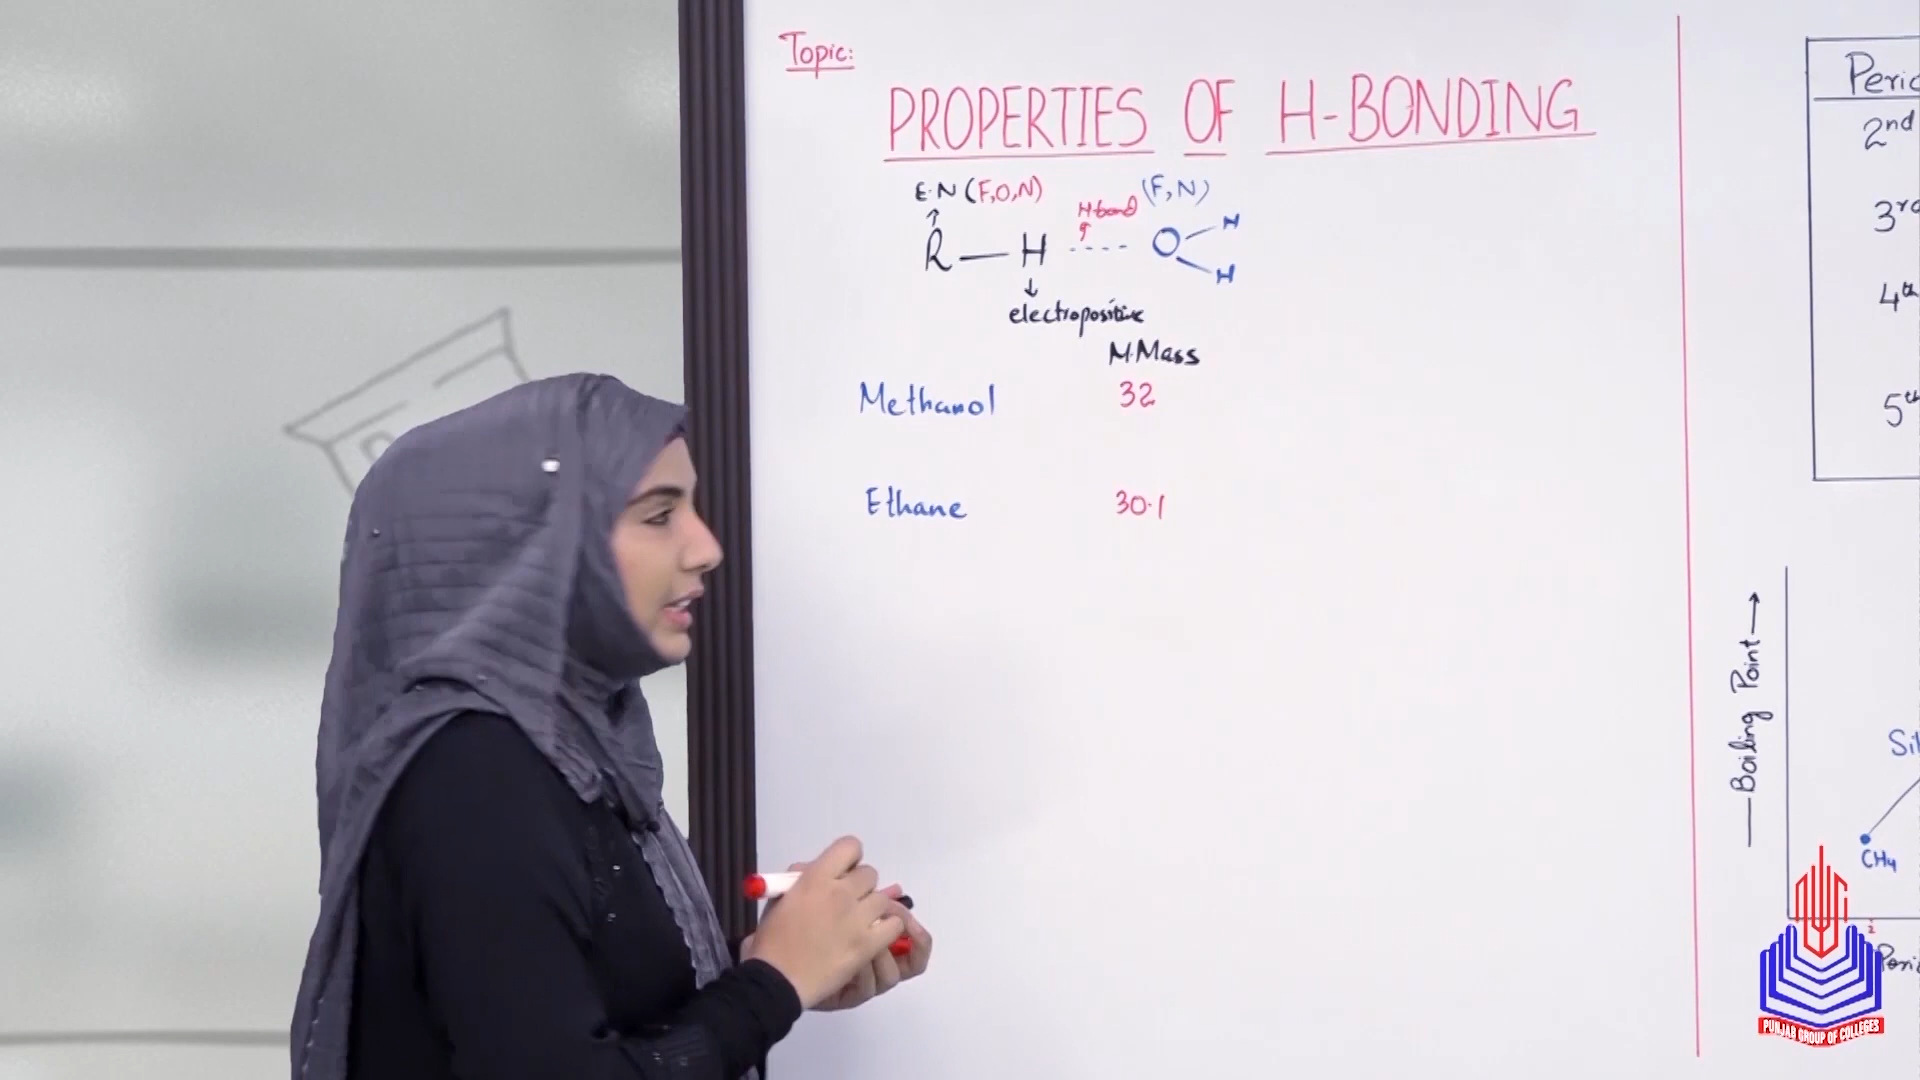 Topic:
PROPERTIES OF H-BONDING
E·N (F,O,N)
H-bond
(F, N)
R — H ---- O
H
H
electropositive
M·Mass
Methanol 32
Ethane 30·1
2nd
3rd
4th
5th
Boiling Point
CH4
2
PUNJAB GROUP OF COLLEGES